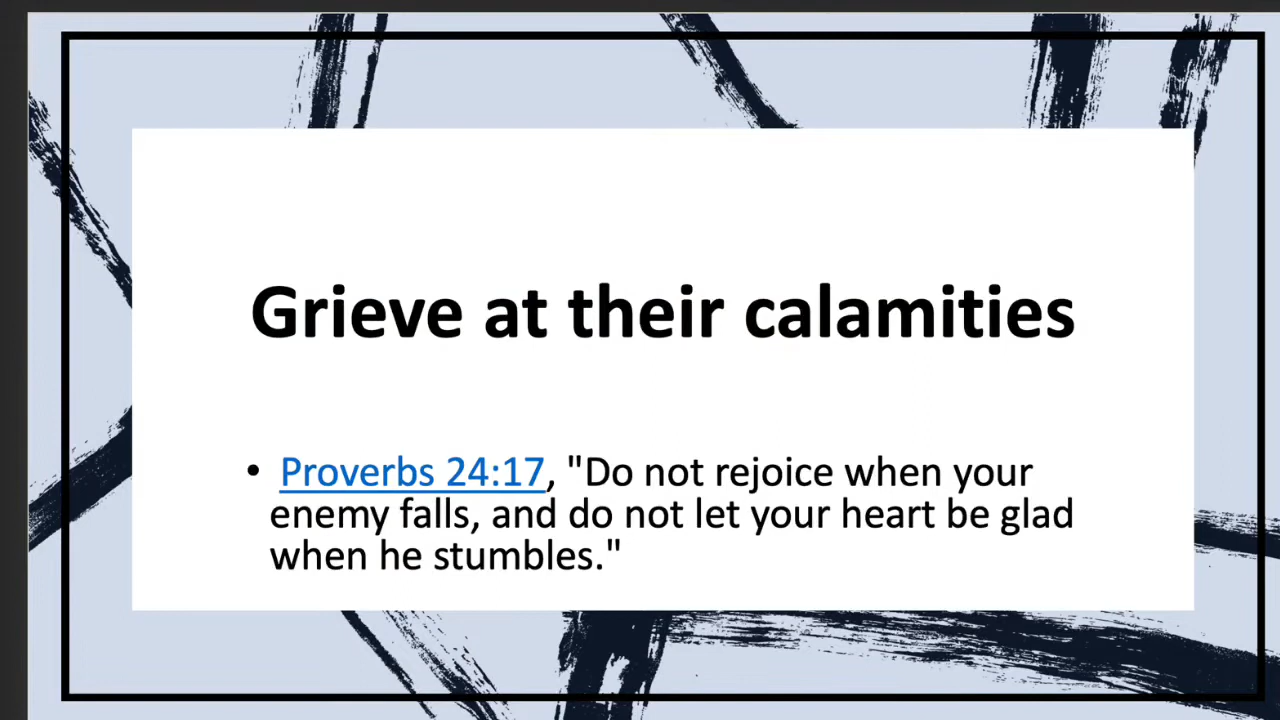 Grieve at their calamities
• Proverbs 24:17, "Do not rejoice when your
enemy falls, and do not let your heart be glad
when he stumbles."